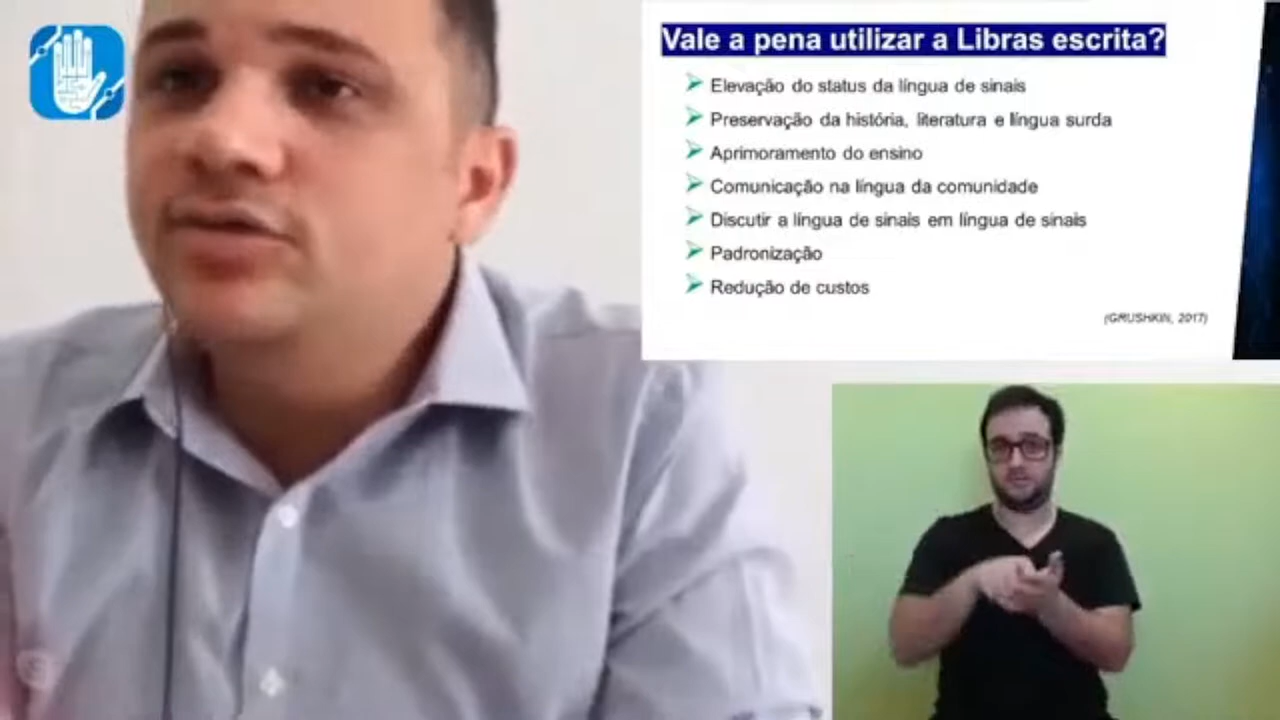 Vale a pena utilizar a Libras escrita?
Elevação do status da língua de sinais
Preservação da história, literatura e língua surda
Aprimoramento do ensino
Comunicação na língua da comunidade
Discutir a língua de sinais em língua de sinais
Padronização
Redução de custos
(GRUSHKIN, 2017)